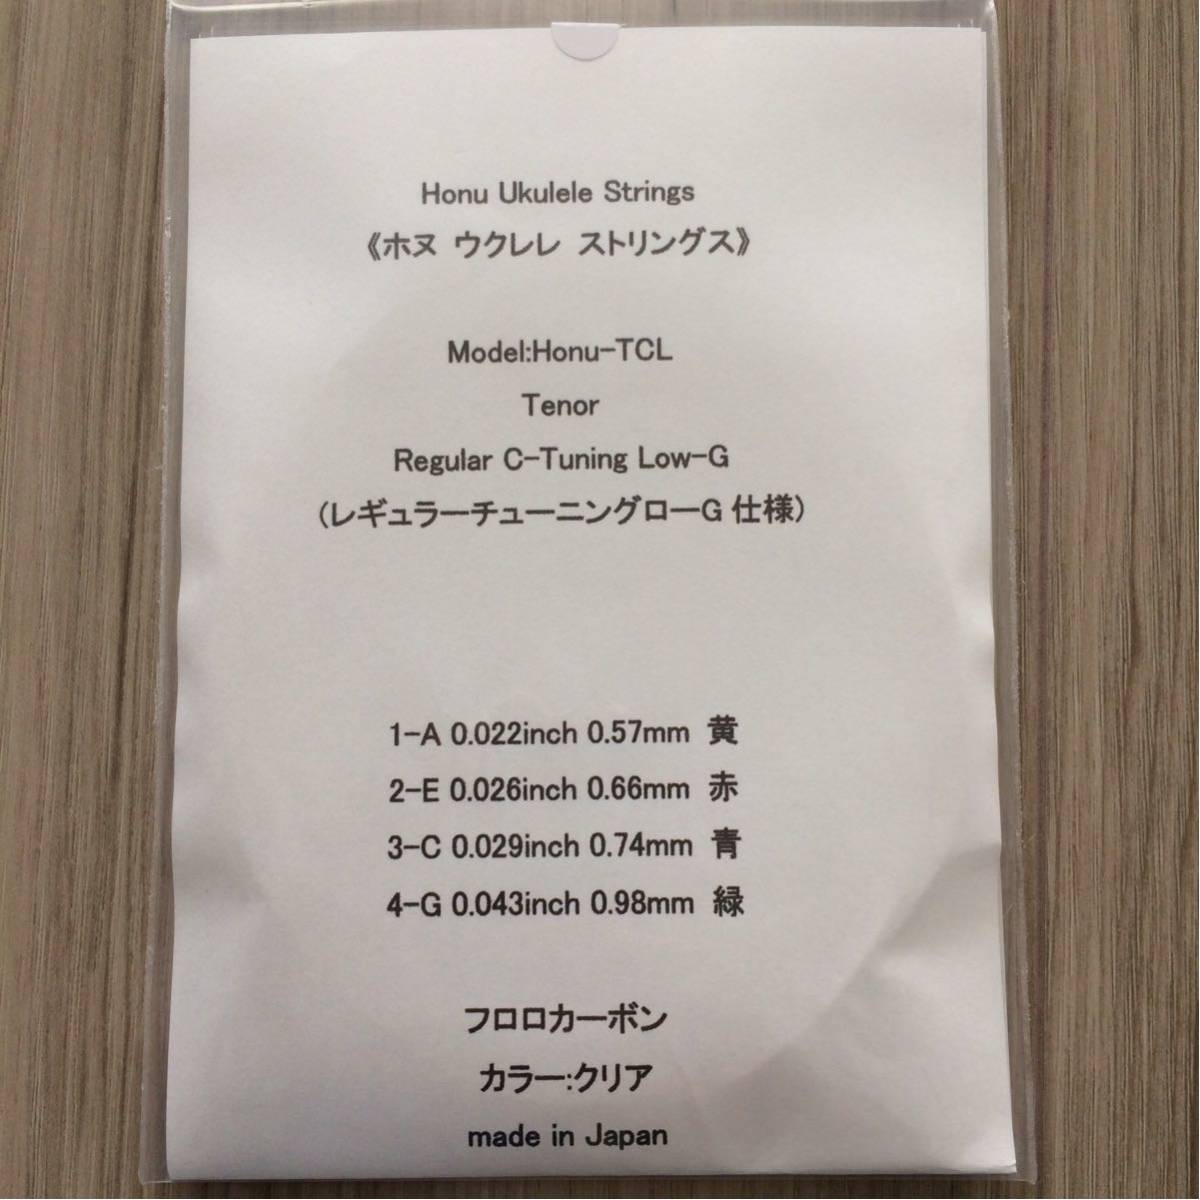 Honu Ukulele Strings
《ホヌ ウクレレ ストリングス》
Model:Honu-TCL
Tenor
Regular C-Tuning Low-G
(レギュラーチューニングローG仕様)
1-A 0.022inch 0.57mm 黄
2-E 0.026inch 0.66mm 赤
3-C 0.029inch 0.74mm 青
4-G 0.043inch 0.98mm 緑
フロロカーボン
カラー:クリア
made in Japan